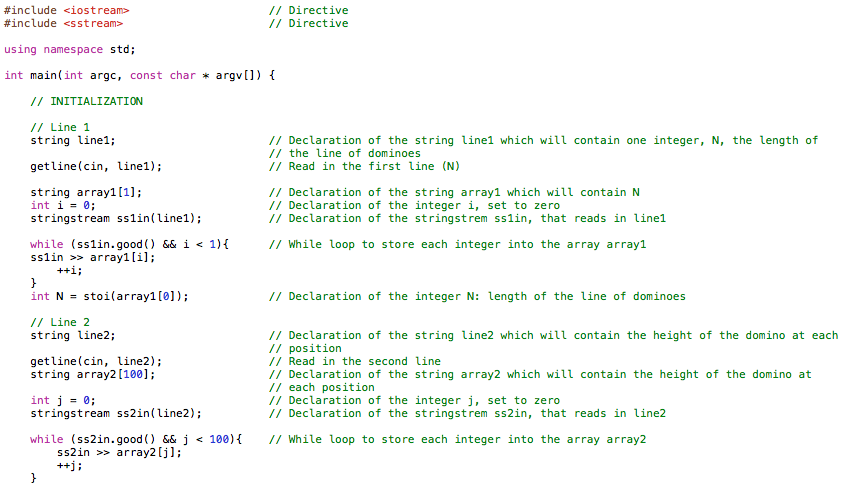 #include <iostream> // Directive
#include <sstream> // Directive
using namespace std;
int main(int argc, const char * argv[]) {
// INITIALIZATION
// Line 1
string line1; // Declaration of the string line1 which will contain one integer, N, the length of
// the line of dominoes
getline(cin, line1); // Read in the first line (N)
string array1[1]; // Declaration of the string array1 which will contain N
int i = 0; // Declaration of the integer i, set to zero
stringstream ss1in(line1); // Declaration of the stringstrem ss1in, that reads in line1
while (ss1in.good() && i < 1){ // While loop to store each integer into the array array1
ss1in >> array1[i];
++i;
}
int N = stoi(array1[0]); // Declaration of the integer N: length of the line of dominoes
// Line 2
string line2; // Declaration of the string line2 which will contain the height of the domino at each
// position
getline(cin, line2); // Read in the second line
string array2[100]; // Declaration of the string array2 which will contain the height of the domino at
// each position
int j = 0; // Declaration of the integer j, set to zero
stringstream ss2in(line2); // Declaration of the stringstrem ss2in, that reads in line2
while (ss2in.good() && j < 100){ // While loop to store each integer into the array array2
ss2in >> array2[j];
++j;
}